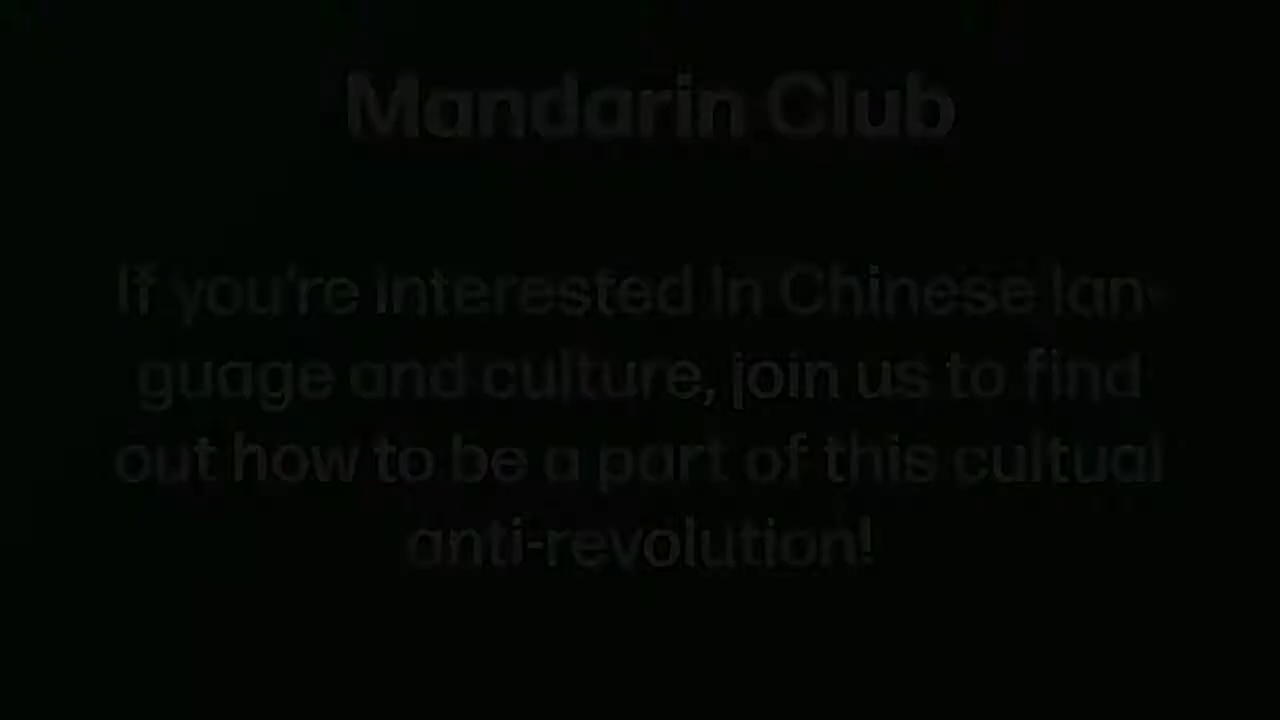 Mandarin Club
If you're interested in Chinese lan-
guage and culture, join us to find
out how to be a part of this cultual
anti-revolution!